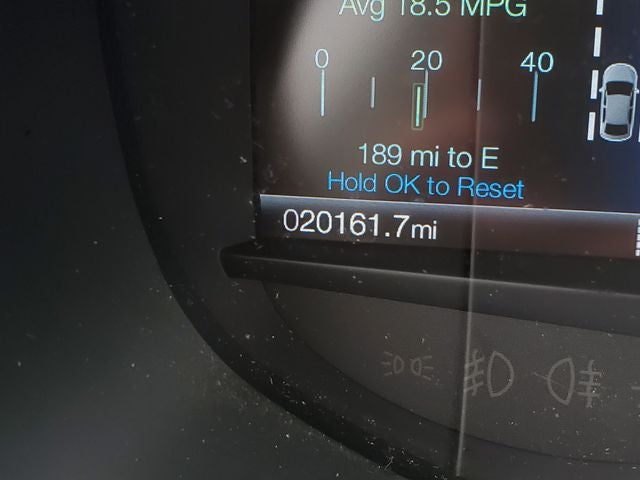 Avg 18.5 MPG
0 20 40
189 mi to E
Hold OK to Reset
020161.7mi